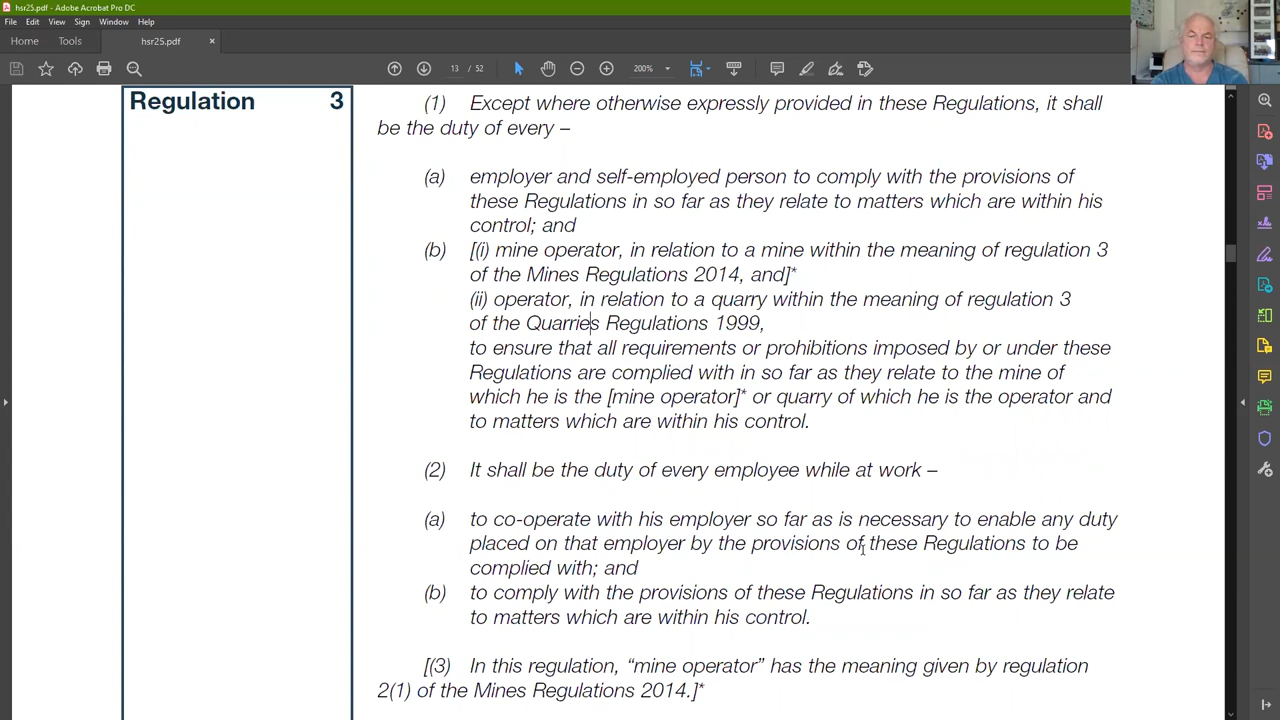 hsr25.pdf - Adobe Acrobat Pro DC
File Edit View Sign Window Help
Home Tools hsr25.pdf ×
13 / 52 200%
Regulation 3
(1) Except where otherwise expressly provided in these Regulations, it shall
be the duty of every –
(a) employer and self-employed person to comply with the provisions of
these Regulations in so far as they relate to matters which are within his
control; and
(b) [(i) mine operator, in relation to a mine within the meaning of regulation 3
of the Mines Regulations 2014, and]*
(ii) operator, in relation to a quarry within the meaning of regulation 3
of the Quarries Regulations 1999,
to ensure that all requirements or prohibitions imposed by or under these
Regulations are complied with in so far as they relate to the mine of
which he is the [mine operator]* or quarry of which he is the operator and
to matters which are within his control.
(2) It shall be the duty of every employee while at work –
(a) to co-operate with his employer so far as is necessary to enable any duty
placed on that employer by the provisions of these Regulations to be
complied with; and
(b) to comply with the provisions of these Regulations in so far as they relate
to matters which are within his control.
[(3) In this regulation, “mine operator” has the meaning given by regulation
2(1) of the Mines Regulations 2014.]*